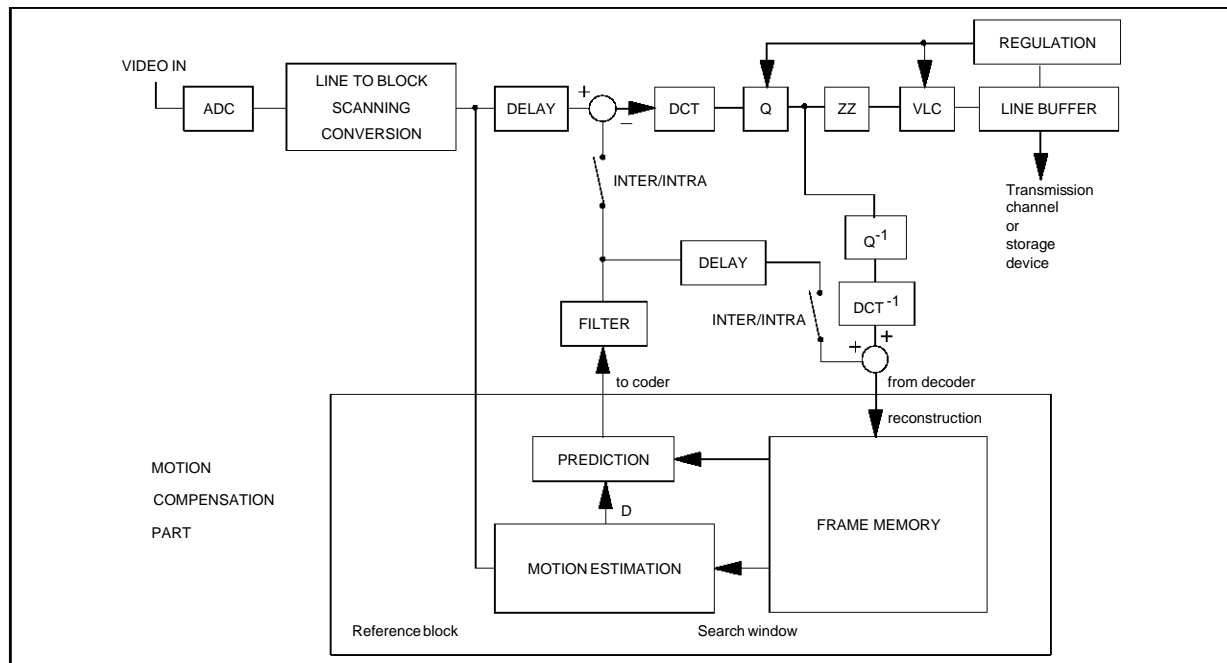 REGULATION
VIDEO IN
ADC
LINE TO BLOCK
SCANNING
CONVERSION
DELAY
+
−
DCT
Q
ZZ
VLC
LINE BUFFER
INTER/INTRA
Transmission
channel
or
storage
device
Q-1
DELAY
DCT-1
INTER/INTRA
FILTER
+
+
to coder
from decoder
reconstruction
PREDICTION
MOTION
COMPENSATION
PART
D
FRAME MEMORY
MOTION ESTIMATION
Reference block
Search window